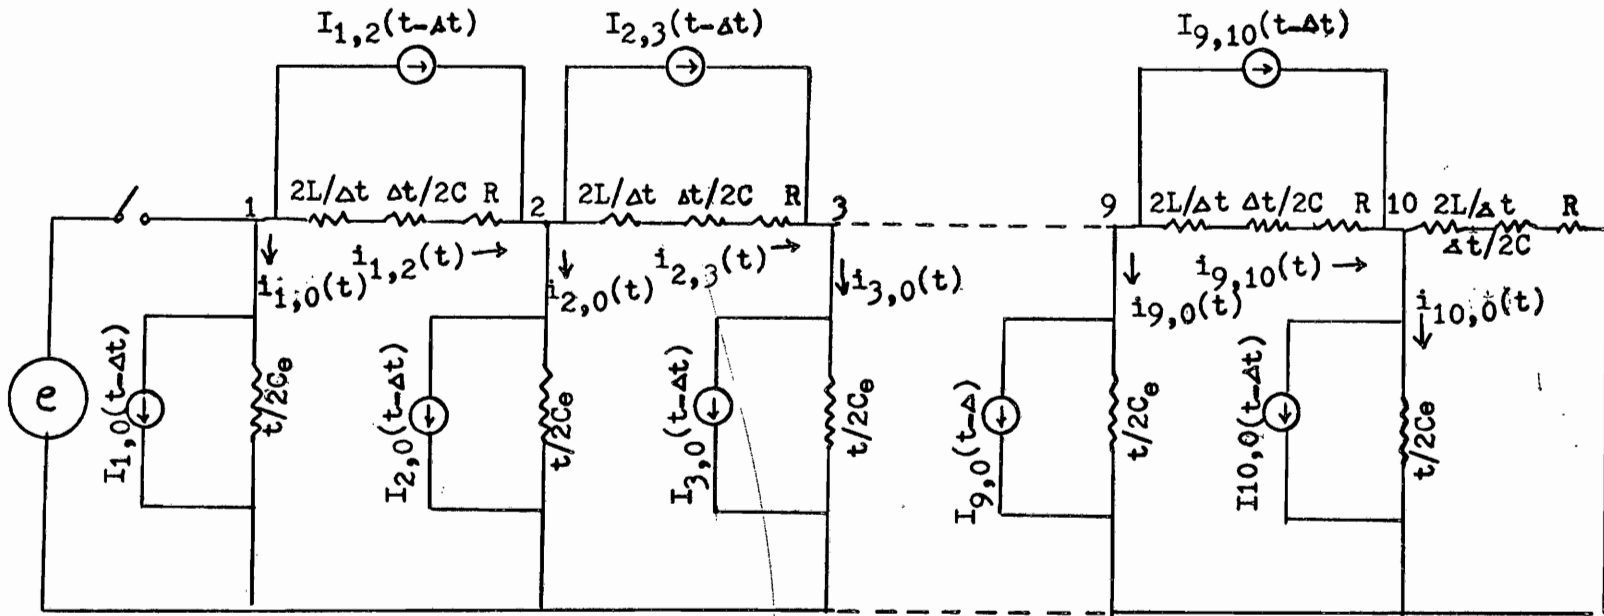 I1,2(t-Δt) I2,3(t-Δt) I9,10(t-Δt)
1 2L/Δt Δt/2C R 2 2L/Δt Δt/2C R 3 9 2L/Δt Δt/2C R 10 2L/Δt R
Δt/2C
i1,2(t) i2,3(t) i9,10(t)
i1,0(t) i2,0(t) i3,0(t) i9,0(t) i10,0(t)
e
I1,0(t-Δt)
t/2Ce
I2,0(t-Δt)
t/2Ce
I3,0(t-Δt)
t/2Ce
I9,0(t-Δ)
t/2Ce
I10,0(t-Δt)
t/2Ce